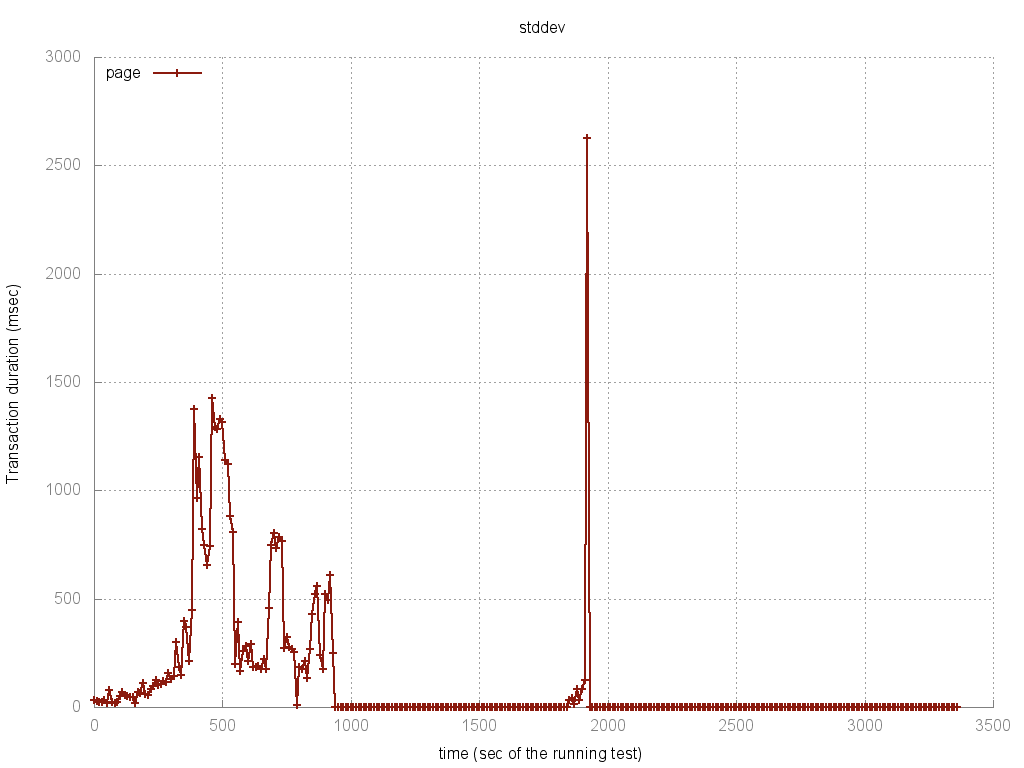 stddev
page
3000
2500
2000
1500
1000
500
0
0 500 1000 1500 2000 2500 3000 3500
Transaction duration (msec)
time (sec of the running test)